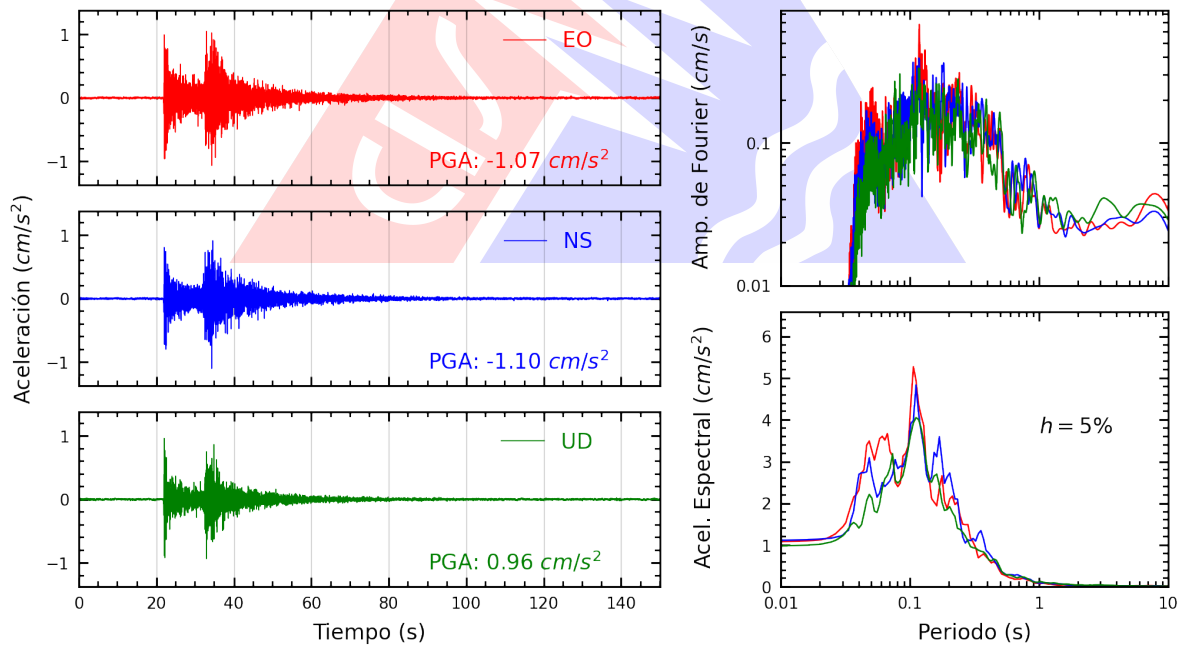 Aceleración (cm/s²)
1
0
−1
EO
PGA: -1.07 cm/s²
1
0
−1
NS
PGA: -1.10 cm/s²
1
0
−1
UD
PGA: 0.96 cm/s²
0 20 40 60 80 100 120 140
Tiempo (s)
Amp. de Fourier (cm/s)
0.1
0.01
Acel. Espectral (cm/s²)
6
5
4
3
2
1
0
h = 5%
0.01 0.1 1 10
Periodo (s)